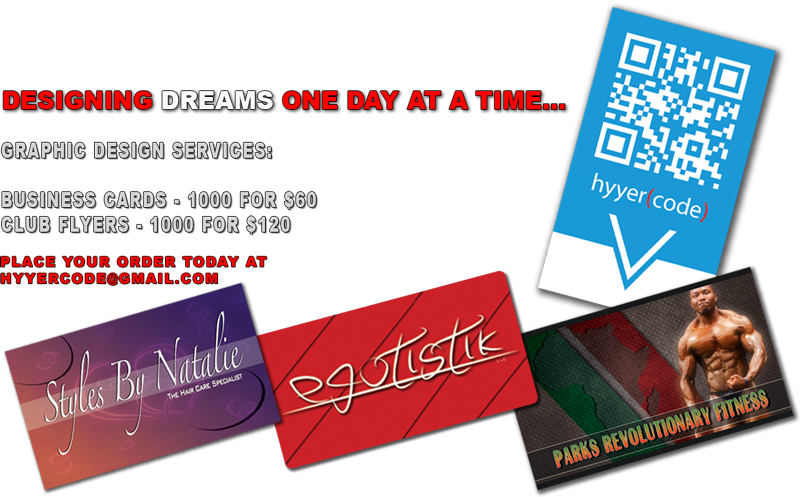 DESIGNING DREAMS ONE DAY AT A TIME...
GRAPHIC DESIGN SERVICES:
BUSINESS CARDS - 1000 FOR $60
CLUB FLYERS - 1000 FOR $120
PLACE YOUR ORDER TODAY AT
HYYERCODE@GMAIL.COM
hyyer(code)
Styles By Natalie
THE HAIR CARE SPECIALIST
egotistik
LLC
PARKS REVOLUTIONARY FITNESS